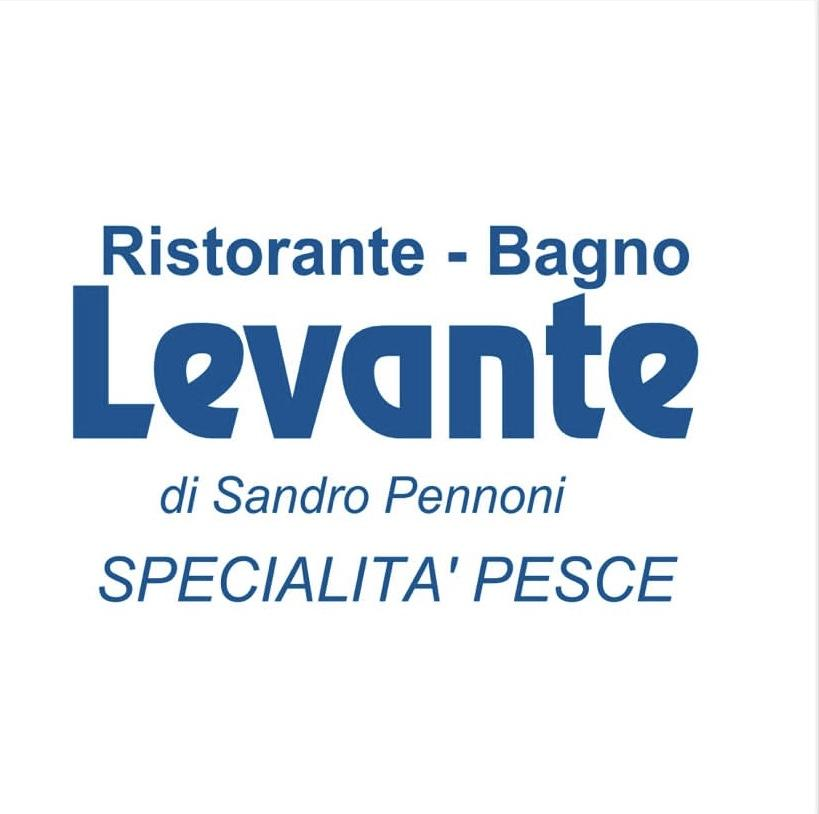 Ristorante - Bagno
Levante
di Sandro Pennoni
SPECIALITA' PESCE